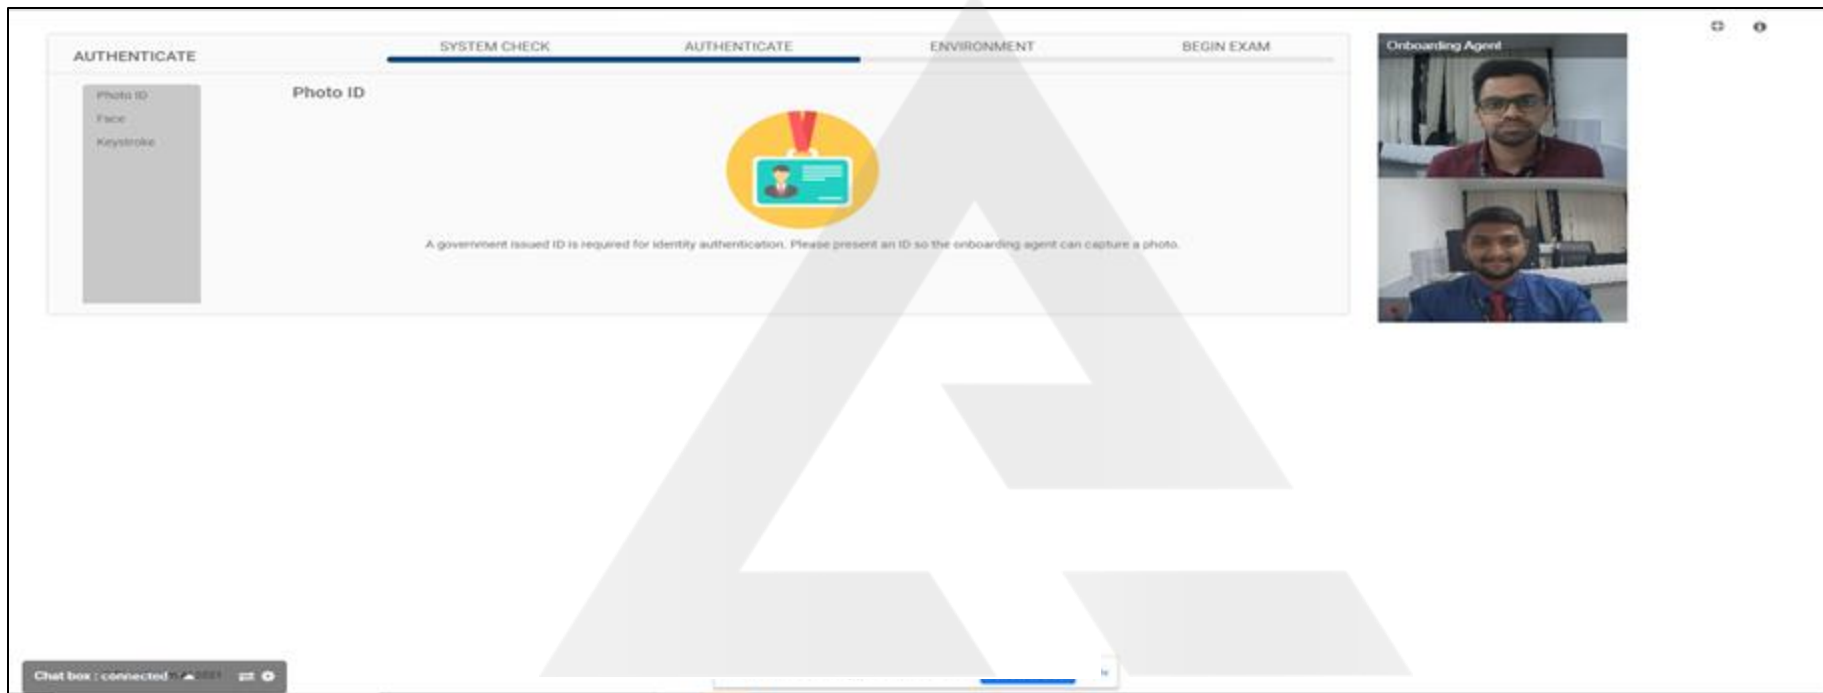 AUTHENTICATE
SYSTEM CHECK
AUTHENTICATE
ENVIRONMENT
BEGIN EXAM
Onboarding Agent
Photo ID
Face
Keystroke
Photo ID
A government issued ID is required for identity authentication. Please present an ID so the onboarding agent can capture a photo.
Chat box : connected